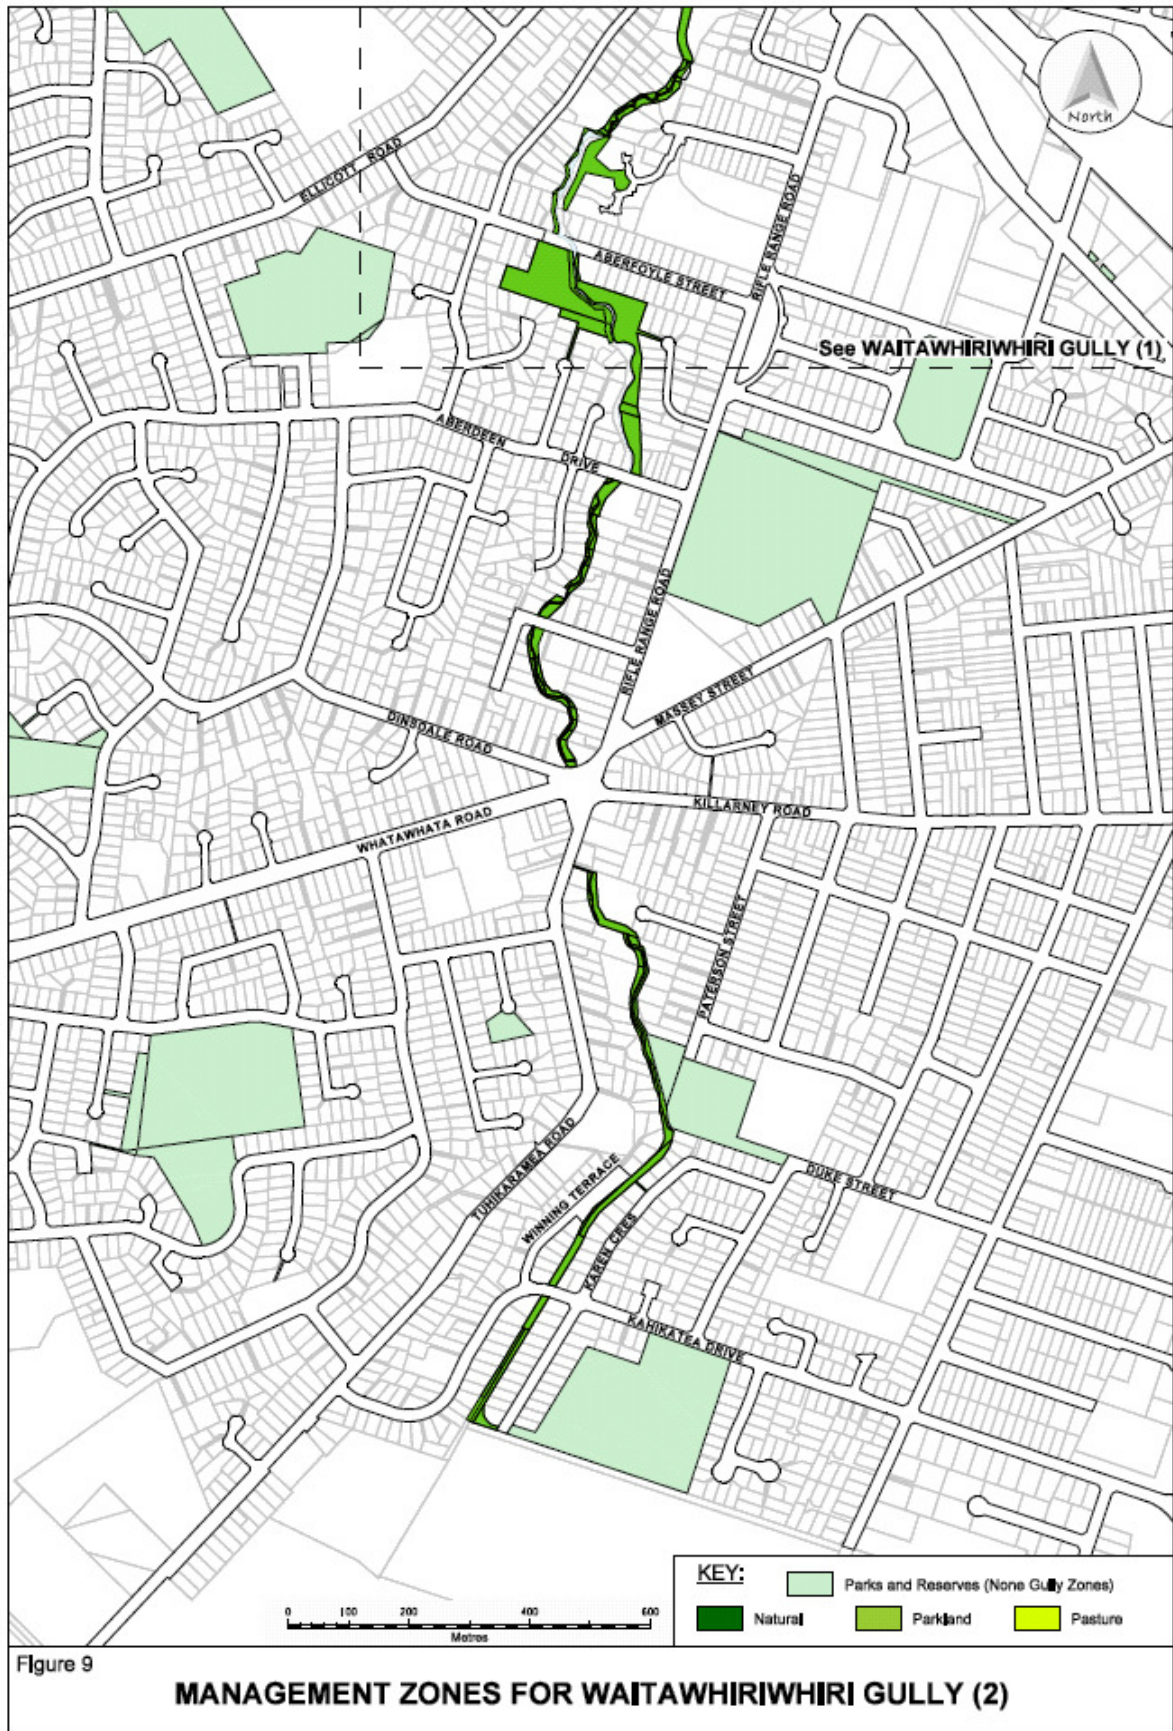 North
ELLICOTT ROAD
RIFLE RANGE ROAD
ABERFOYLE STREET
See WAITAWHIRIWHIRI GULLY (1)
ABERDEEN DRIVE
RIFLE RANGE ROAD
MASSEY STREET
DINSDALE ROAD
KILLARNEY ROAD
WHATAWHATA ROAD
PATERSON STREET
TUHIKARAMEA ROAD
WINNING TERRACE
DUKE STREET
KAREN CRES
KAHIKATEA DRIVE
KEY:
Parks and Reserves (None Gully Zones)
Natural Parkland Pasture
0 100 200 400 600
Metres
Figure 9
MANAGEMENT ZONES FOR WAITAWHIRIWHIRI GULLY (2)